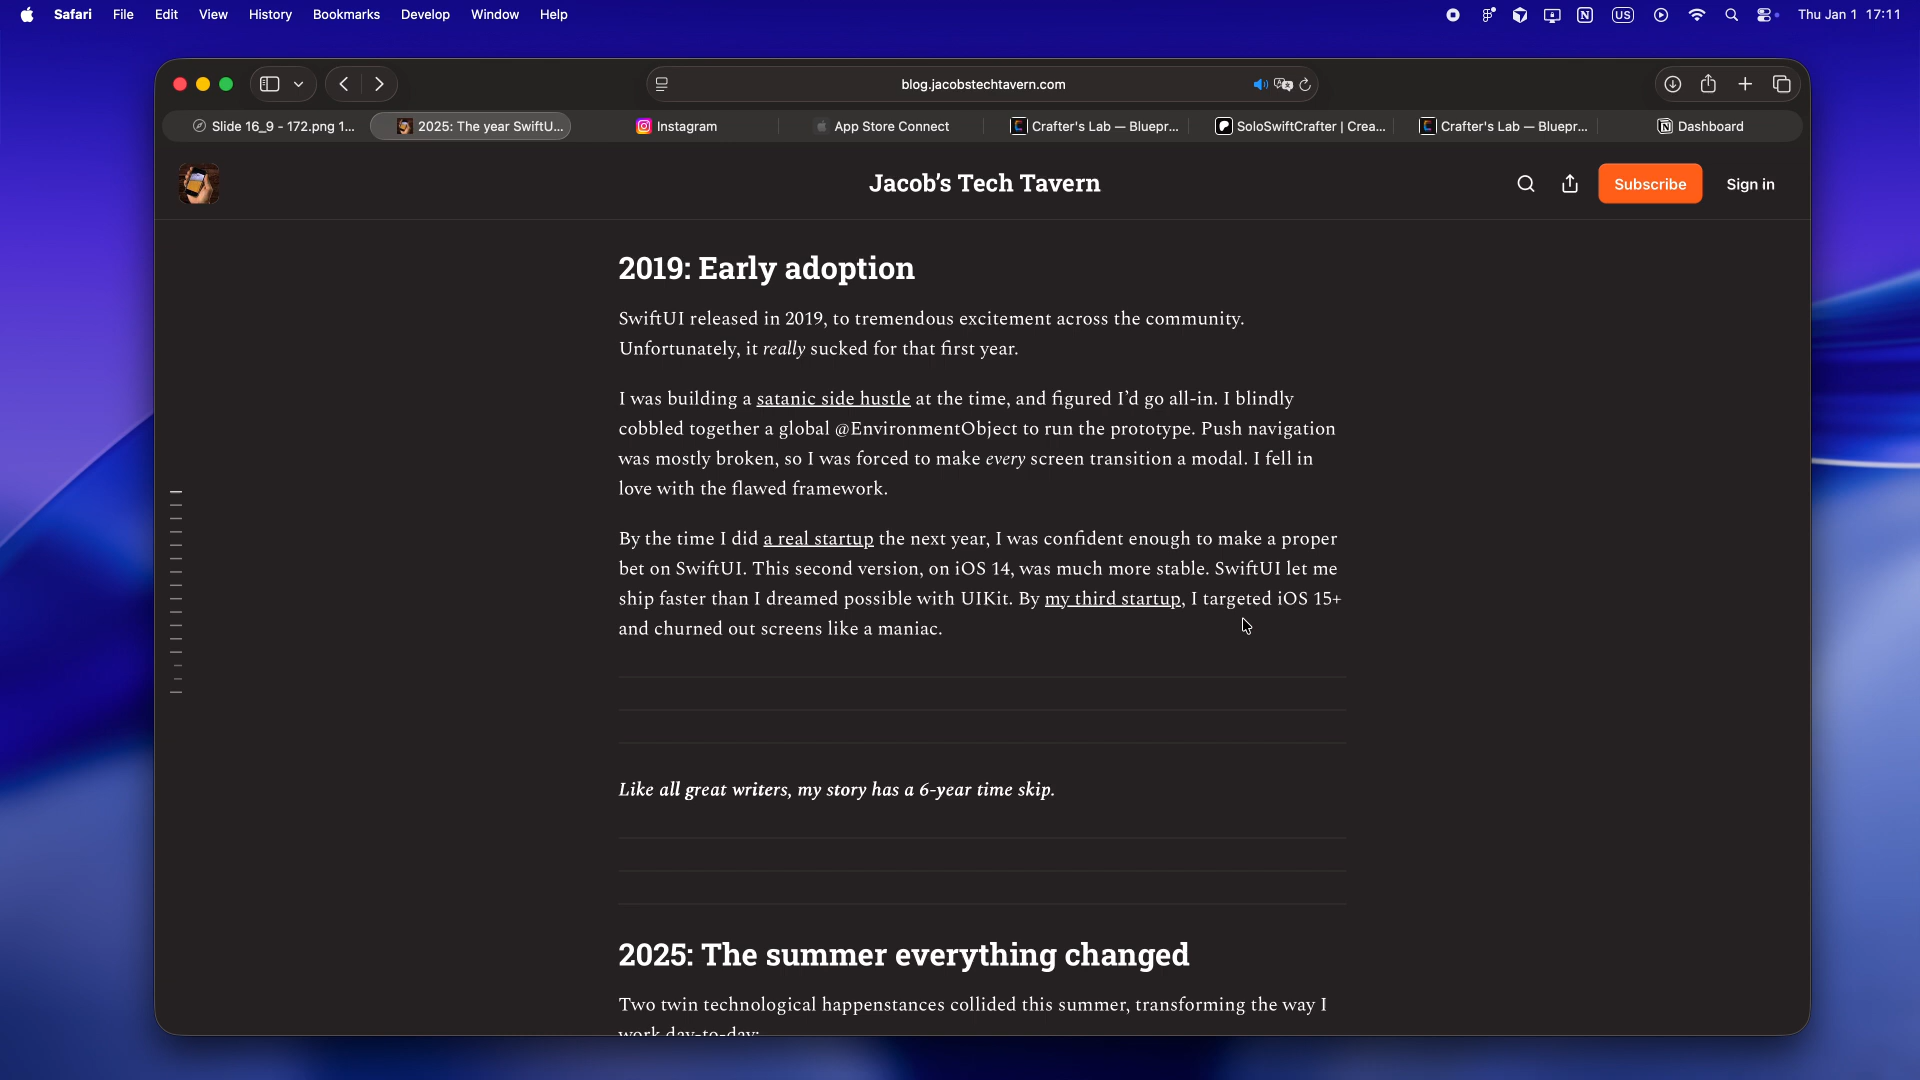 Safari File Edit View History Bookmarks Develop Window Help
US Thu Jan 1 17:11
blog.jacobstechtavern.com
Slide 16_9 - 172.png 1... 2025: The year SwiftU... Instagram App Store Connect Crafter's Lab — Bluepr... SoloSwiftCrafter | Crea... Crafter's Lab — Bluepr... Dashboard
Jacob’s Tech Tavern
Subscribe Sign in
2019: Early adoption
SwiftUI released in 2019, to tremendous excitement across the community.
Unfortunately, it really sucked for that first year.
I was building a satanic side hustle at the time, and figured I’d go all-in. I blindly
cobbled together a global @EnvironmentObject to run the prototype. Push navigation
was mostly broken, so I was forced to make every screen transition a modal. I fell in
love with the flawed framework.
By the time I did a real startup the next year, I was confident enough to make a proper
bet on SwiftUI. This second version, on iOS 14, was much more stable. SwiftUI let me
ship faster than I dreamed possible with UIKit. By my third startup, I targeted iOS 15+
and churned out screens like a maniac.
Like all great writers, my story has a 6-year time skip.
2025: The summer everything changed
Two twin technological happenstances collided this summer, transforming the way I
work day-to-day: